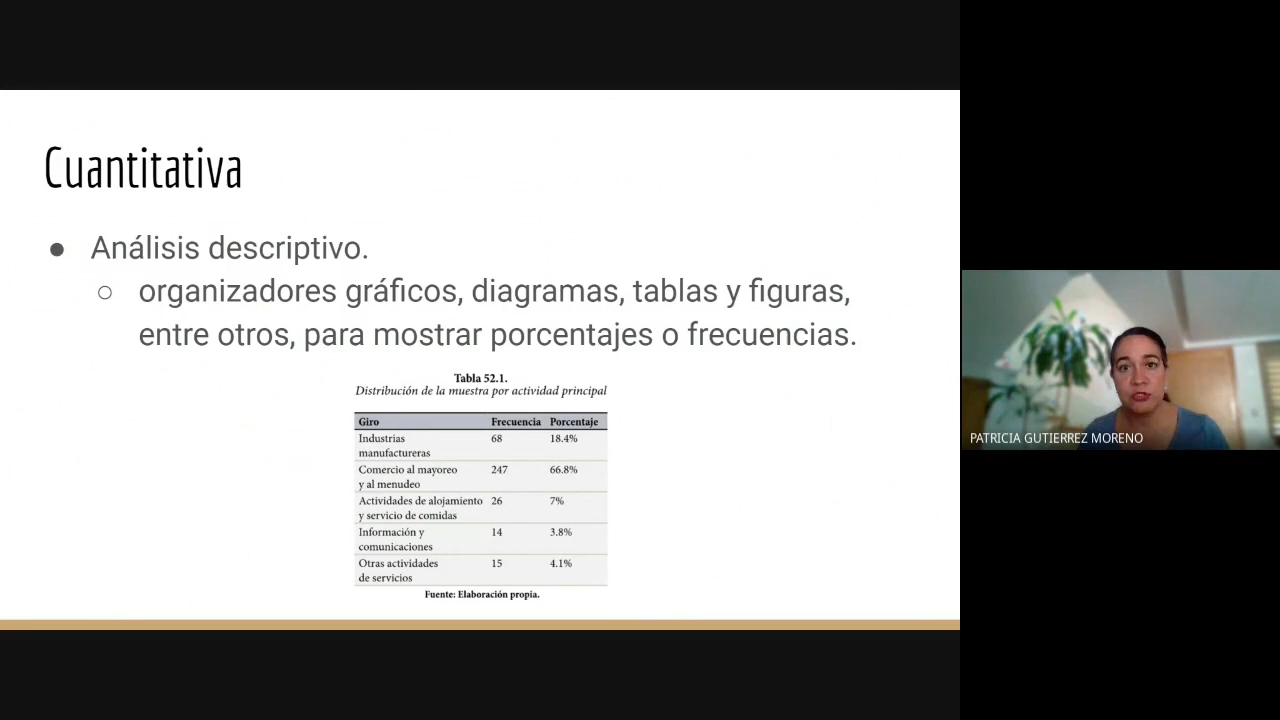 Cuantitativa
● Análisis descriptivo.
○ organizadores gráficos, diagramas, tablas y figuras,
entre otros, para mostrar porcentajes o frecuencias.
Tabla 52.1.
Distribución de la muestra por actividad principal
Giro Frecuencia Porcentaje
Industrias 68 18.4%
manufactureras
Comercio al mayoreo 247 66.8%
y al menudeo
Actividades de alojamiento 26 7%
y servicio de comidas
Información y 14 3.8%
comunicaciones
Otras actividades 15 4.1%
de servicios
Fuente: Elaboración propia.
PATRICIA GUTIERREZ MORENO